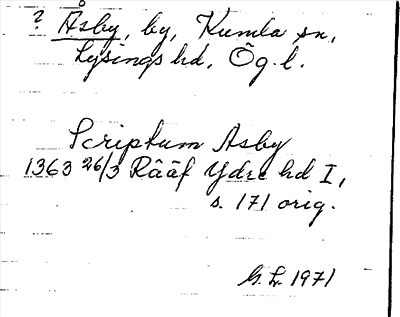 ? Åsby, by, Kumla sn,
Lysings hd, Ög. l.
Scriptum Asby
1363 26/3 Rääf Ydre hd I,
s. 171 orig.
G. L. 1971